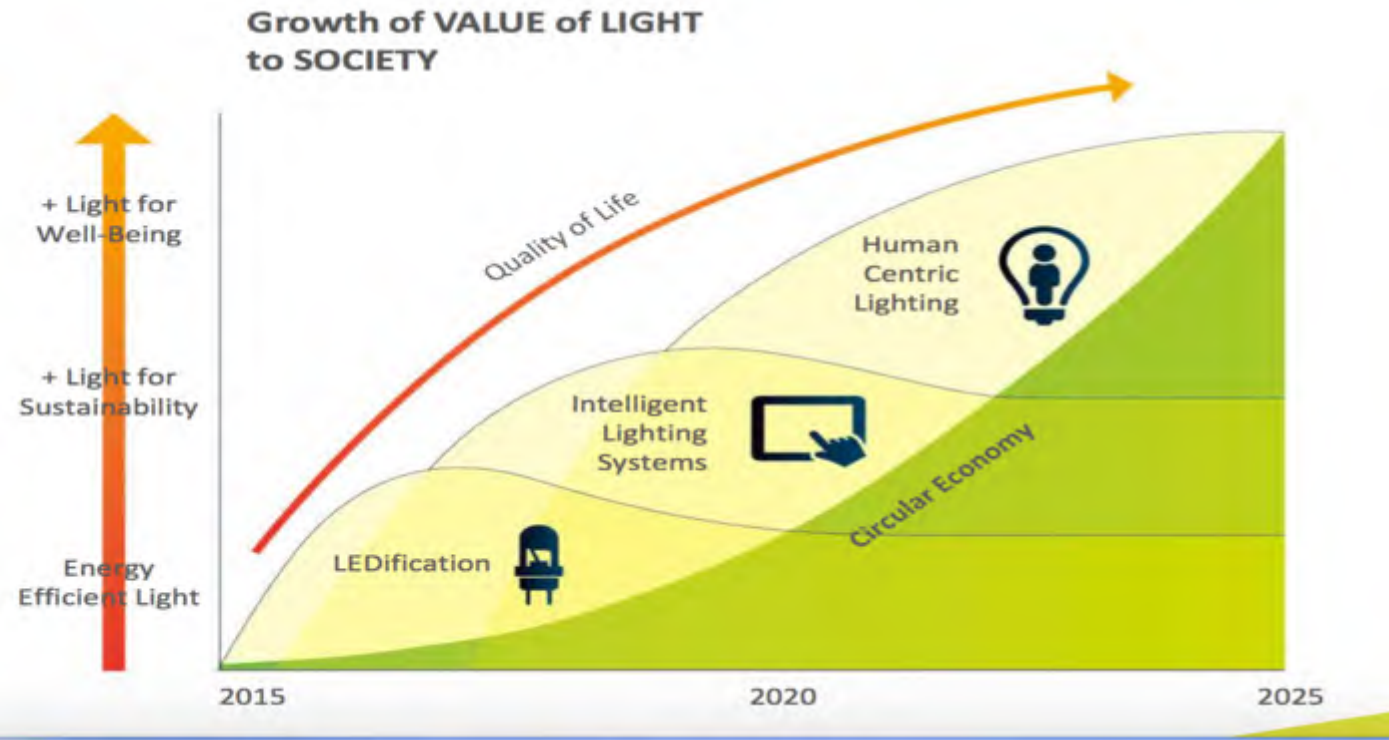 Growth of VALUE of LIGHT
to SOCIETY
+ Light for
Well-Being
+ Light for
Sustainability
Energy
Efficient Light
Quality of Life
Human
Centric
Lighting
Intelligent
Lighting
Systems
LEDification
Circular Economy
2015
2020
2025